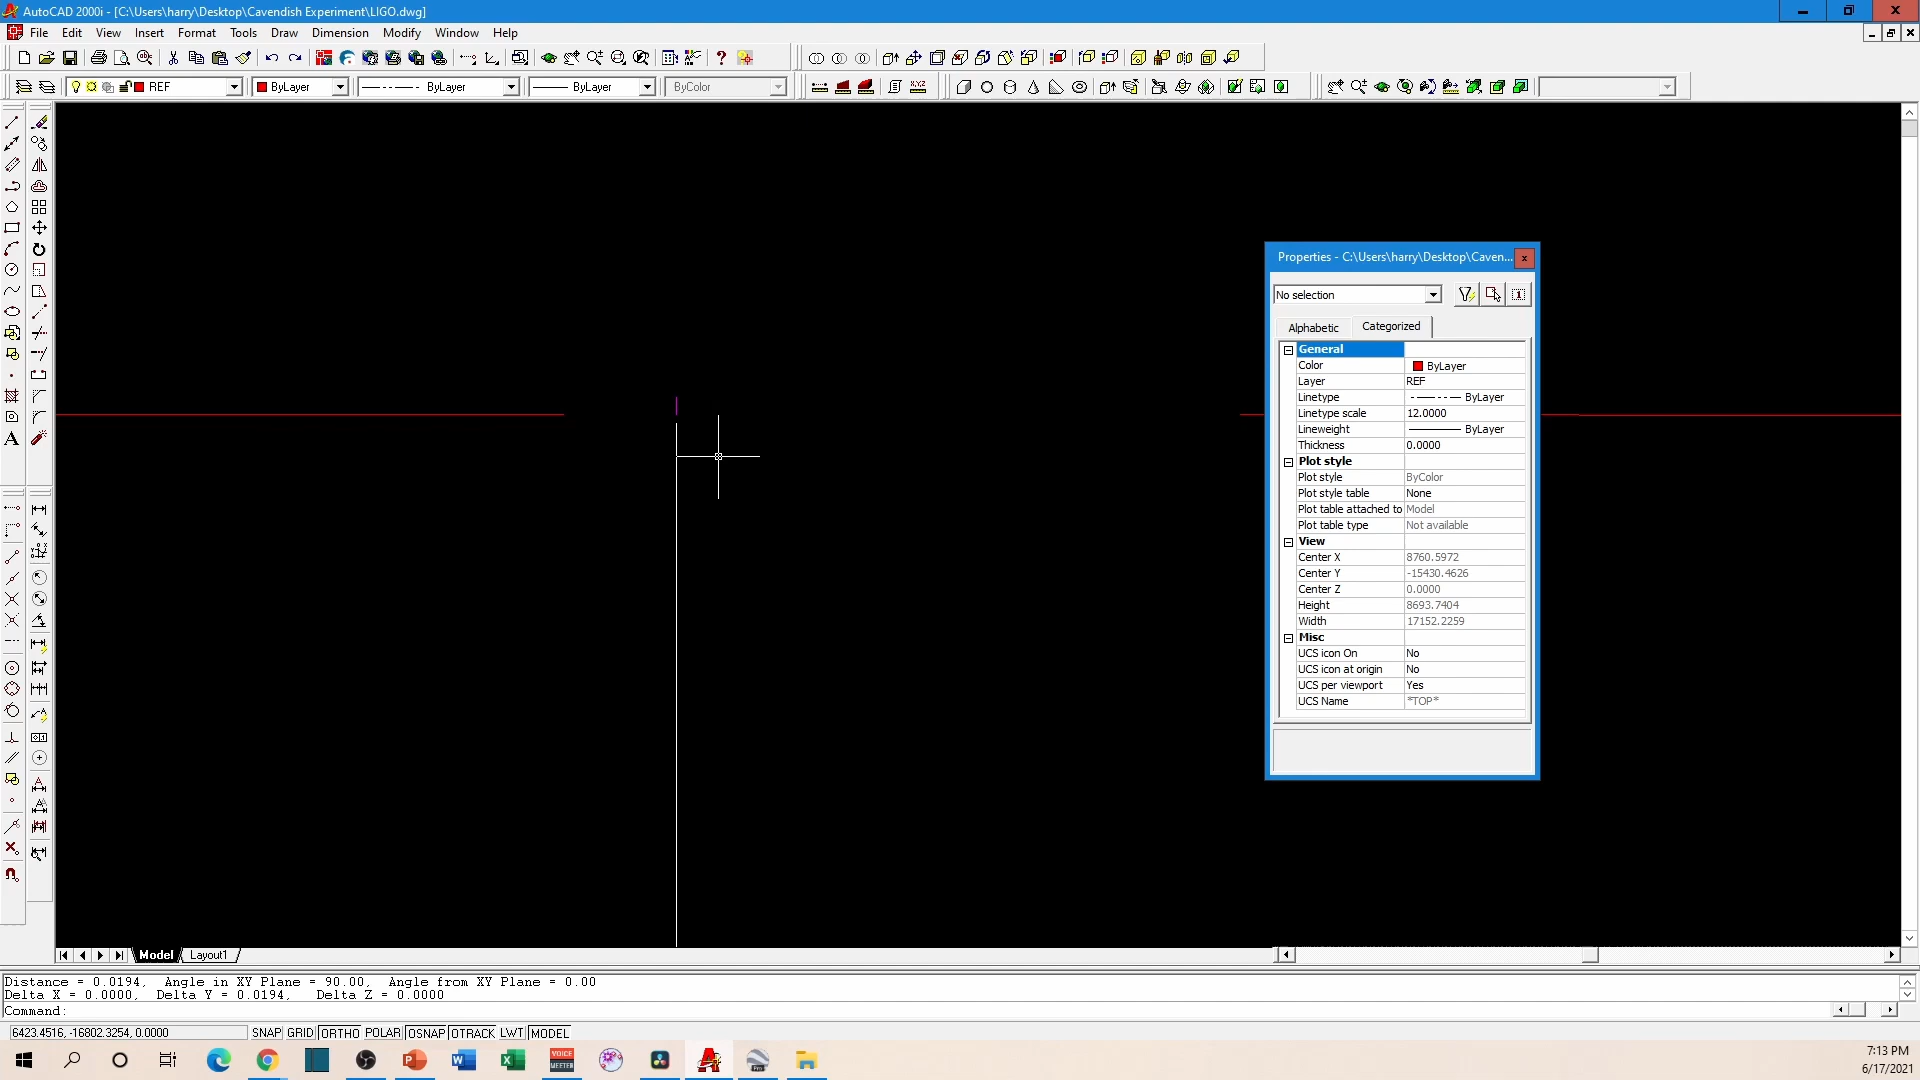 AutoCAD 2000i - [C:\Users\harry\Desktop\Cavendish Experiment\LIGO.dwg]
File Edit View Insert Format Tools Draw Dimension Modify Window Help
REF ByLayer ByLayer ByLayer ByColor
Properties - C:\Users\harry\Desktop\Caven...
No selection
Alphabetic Categorized
General
Color ByLayer
Layer REF
Linetype ByLayer
Linetype scale 12.0000
Lineweight ByLayer
Thickness 0.0000
Plot style
Plot style ByColor
Plot style table None
Plot table attached to Model
Plot table type Not available
View
Center X 8760.5972
Center Y -15430.4626
Center Z 0.0000
Height 8693.7404
Width 17152.2259
Misc
UCS icon On No
UCS icon at origin No
UCS per viewport Yes
UCS Name *TOP*
Model Layout1
Distance = 0.0194, Angle in XY Plane = 90.00, Angle from XY Plane = 0.00
Delta X = 0.0000, Delta Y = 0.0194, Delta Z = 0.0000
Command:
6423.4516, -16802.3254, 0.0000 SNAP GRID ORTHO POLAR OSNAP OTRACK LWT MODEL
VOICE
MEETER
7:13 PM
6/17/2021